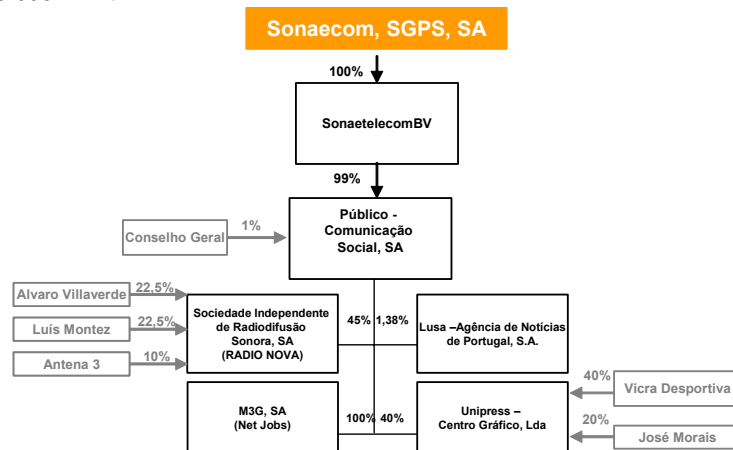 Sonaecom, SGPS, SA
100%
SonaetelecomBV
99%
Público -
Comunicação
Social, SA
Conselho Geral
1%
Alvaro Villaverde
22,5%
Luís Montez
22,5%
Antena 3
10%
Sociedade Independente
de Radiodifusão
Sonora, SA
(RADIO NOVA)
45% 1,38%
Lusa –Agência de Notícias
de Portugal, S.A.
M3G, SA
(Net Jobs)
100% 40%
Unipress –
Centro Gráfico, Lda
40%
Vicra Desportiva
20%
José Morais